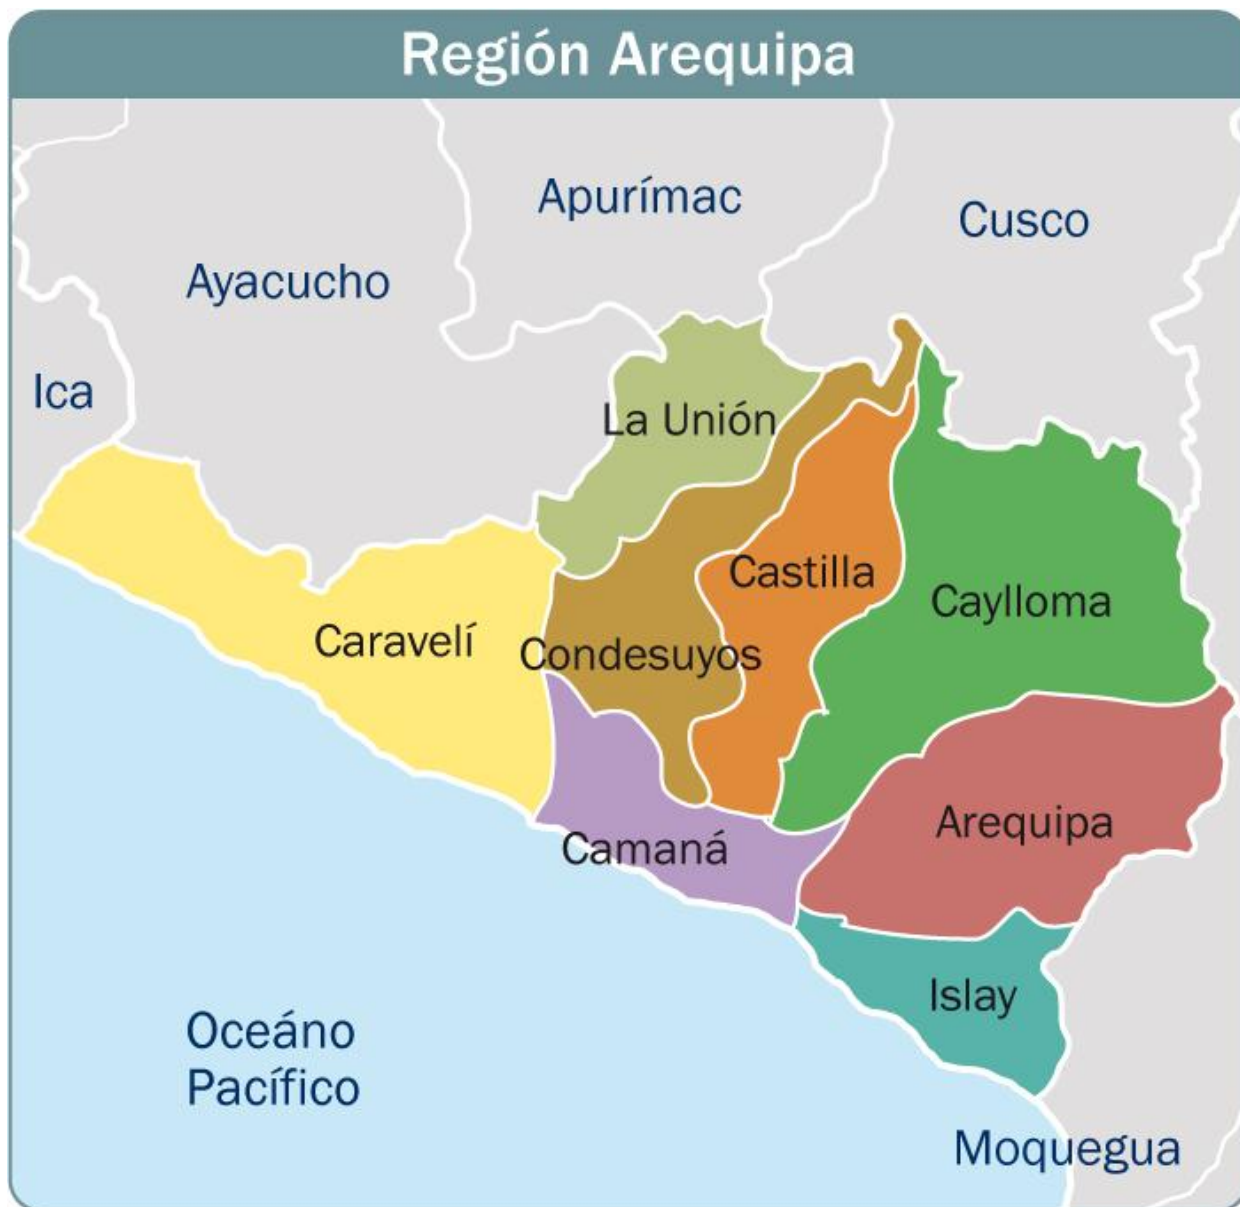 Región Arequipa
Apurímac
Cusco
Ayacucho
Ica
La Unión
Castilla
Caylloma
Caravelí
Condesuyos
Arequipa
Camaná
Islay
Oceáno
Pacífico
Moquegua